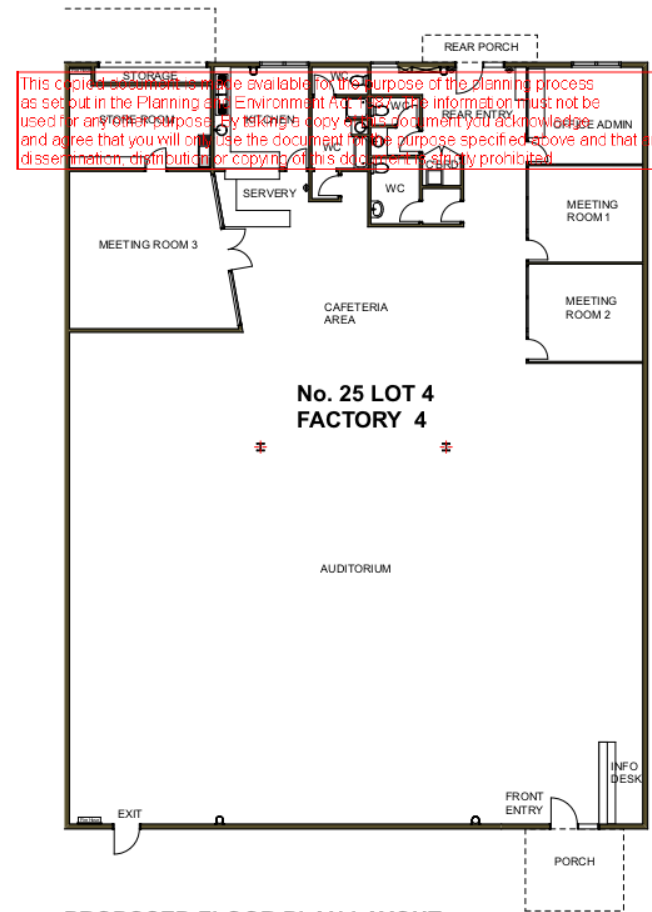 REAR PORCH
STORAGE
WC
This copied document is made available for the purpose of the planning process
as set out in the Planning and Environment Act The information must not be
used for any other purpose. By taking a copy of this document you acknowledge
and agree that you will only use the document for the purpose specified above and that
dissemination, distribution or copying of this document is strictly prohibited
WC
STORE ROOM
KITCHEN
REAR ENTRY
OFFICE ADMIN
WC
C'BRD
SERVERY
WC
MEETING
ROOM 1
MEETING ROOM 3
MEETING
ROOM 2
CAFETERIA
AREA
No. 25 LOT 4
FACTORY 4
AUDITORIUM
INFO
DESK
FRONT
ENTRY
EXIT
PORCH
PROPOSED FLOOR PLAN LAYOUT